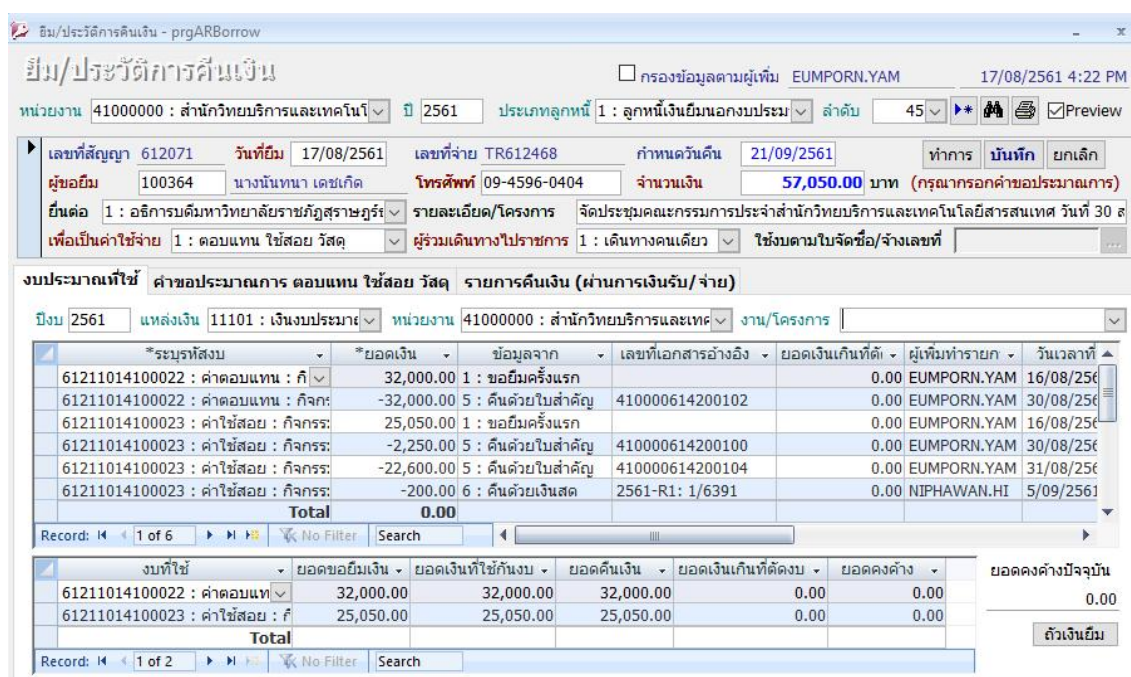 ยืม/ประวัติการคืนเงิน - prgARBorrow
ยืม/ประวัติการคืนเงิน กรองข้อมูลตามผู้เพิ่ม EUMPORN.YAM 17/08/2561 4:22 PM
หน่วยงาน 41000000 : สำนักวิทยบริการและเทคโนโ ปี 2561 ประเภทลูกหนี้ 1 : ลูกหนี้เงินยืมนอกงบประม ลำดับ 45 Preview
เลขที่สัญญา 612071 วันที่ยืม 17/08/2561 เลขที่จ่าย TR612468 กำหนดวันคืน 21/09/2561 ทำการ บันทึก ยกเลิก
ผู้ขอยืม 100364 นางนันทนา เดชเกิด โทรศัพท์ 09-4596-0404 จำนวนเงิน 57,050.00 บาท (กรุณากรอกคำขอประมาณการ)
ยื่นต่อ 1 : อธิการบดีมหาวิทยาลัยราชภัฏสุราษฎร์ธ รายละเอียด/โครงการ จัดประชุมคณะกรรมการประจำสำนักวิทยบริการและเทคโนโลยีสารสนเทศ วันที่ 30 ส
เพื่อเป็นค่าใช้จ่าย 1 : ตอบแทน ใช้สอย วัสดุ ผู้ร่วมเดินทางไปราชการ 1 : เดินทางคนเดียว ใช้งบตามใบจัดซื้อ/จ้างเลขที่ ...
งบประมาณที่ใช้ คำขอประมาณการ ตอบแทน ใช้สอย วัสดุ รายการคืนเงิน (ผ่านการเงินรับ/จ่าย)
ปีงบ 2561 แหล่งเงิน 11101 : เงินงบประมาณ หน่วยงาน 41000000 : สำนักวิทยบริการและเทค งาน/โครงการ
*ระบุรหัสงบ *ยอดเงิน ข้อมูลจาก เลขที่เอกสารอ้างอิง ยอดเงินเกินที่ตั ผู้เพิ่มทำรายก วันเวลาที่
61211014100022 : ค่าตอบแทน : กิ 32,000.00 1 : ขอยืมครั้งแรก 0.00 EUMPORN.YAM 16/08/256
61211014100022 : ค่าตอบแทน : กิจกร -32,000.00 5 : คืนด้วยใบสำคัญ 410000614200102 0.00 EUMPORN.YAM 30/08/256
61211014100023 : ค่าใช้สอย : กิจกรร 25,050.00 1 : ขอยืมครั้งแรก 0.00 EUMPORN.YAM 16/08/256
61211014100023 : ค่าใช้สอย : กิจกรร -2,250.00 5 : คืนด้วยใบสำคัญ 410000614200100 0.00 EUMPORN.YAM 30/08/256
61211014100023 : ค่าใช้สอย : กิจกรร -22,600.00 5 : คืนด้วยใบสำคัญ 410000614200104 0.00 EUMPORN.YAM 31/08/256
61211014100023 : ค่าใช้สอย : กิจกรร -200.00 6 : คืนด้วยเงินสด 2561-R1: 1/6391 0.00 NIPHAWAN.HI 5/09/2561
Total 0.00
Record: 1 of 6 No Filter Search
งบที่ใช้ ยอดขอยืมเงิน ยอดเงินที่ใช้กันงบ ยอดคืนเงิน ยอดเงินเกินที่ตัดงบ ยอดคงค้าง ยอดคงค้างปัจจุบัน
61211014100022 : ค่าตอบแท 32,000.00 32,000.00 32,000.00 0.00 0.00 0.00
61211014100023 : ค่าใช้สอย : กิ 25,050.00 25,050.00 25,050.00 0.00 0.00
Total ถัวเงินยืม
Record: 1 of 2 No Filter Search